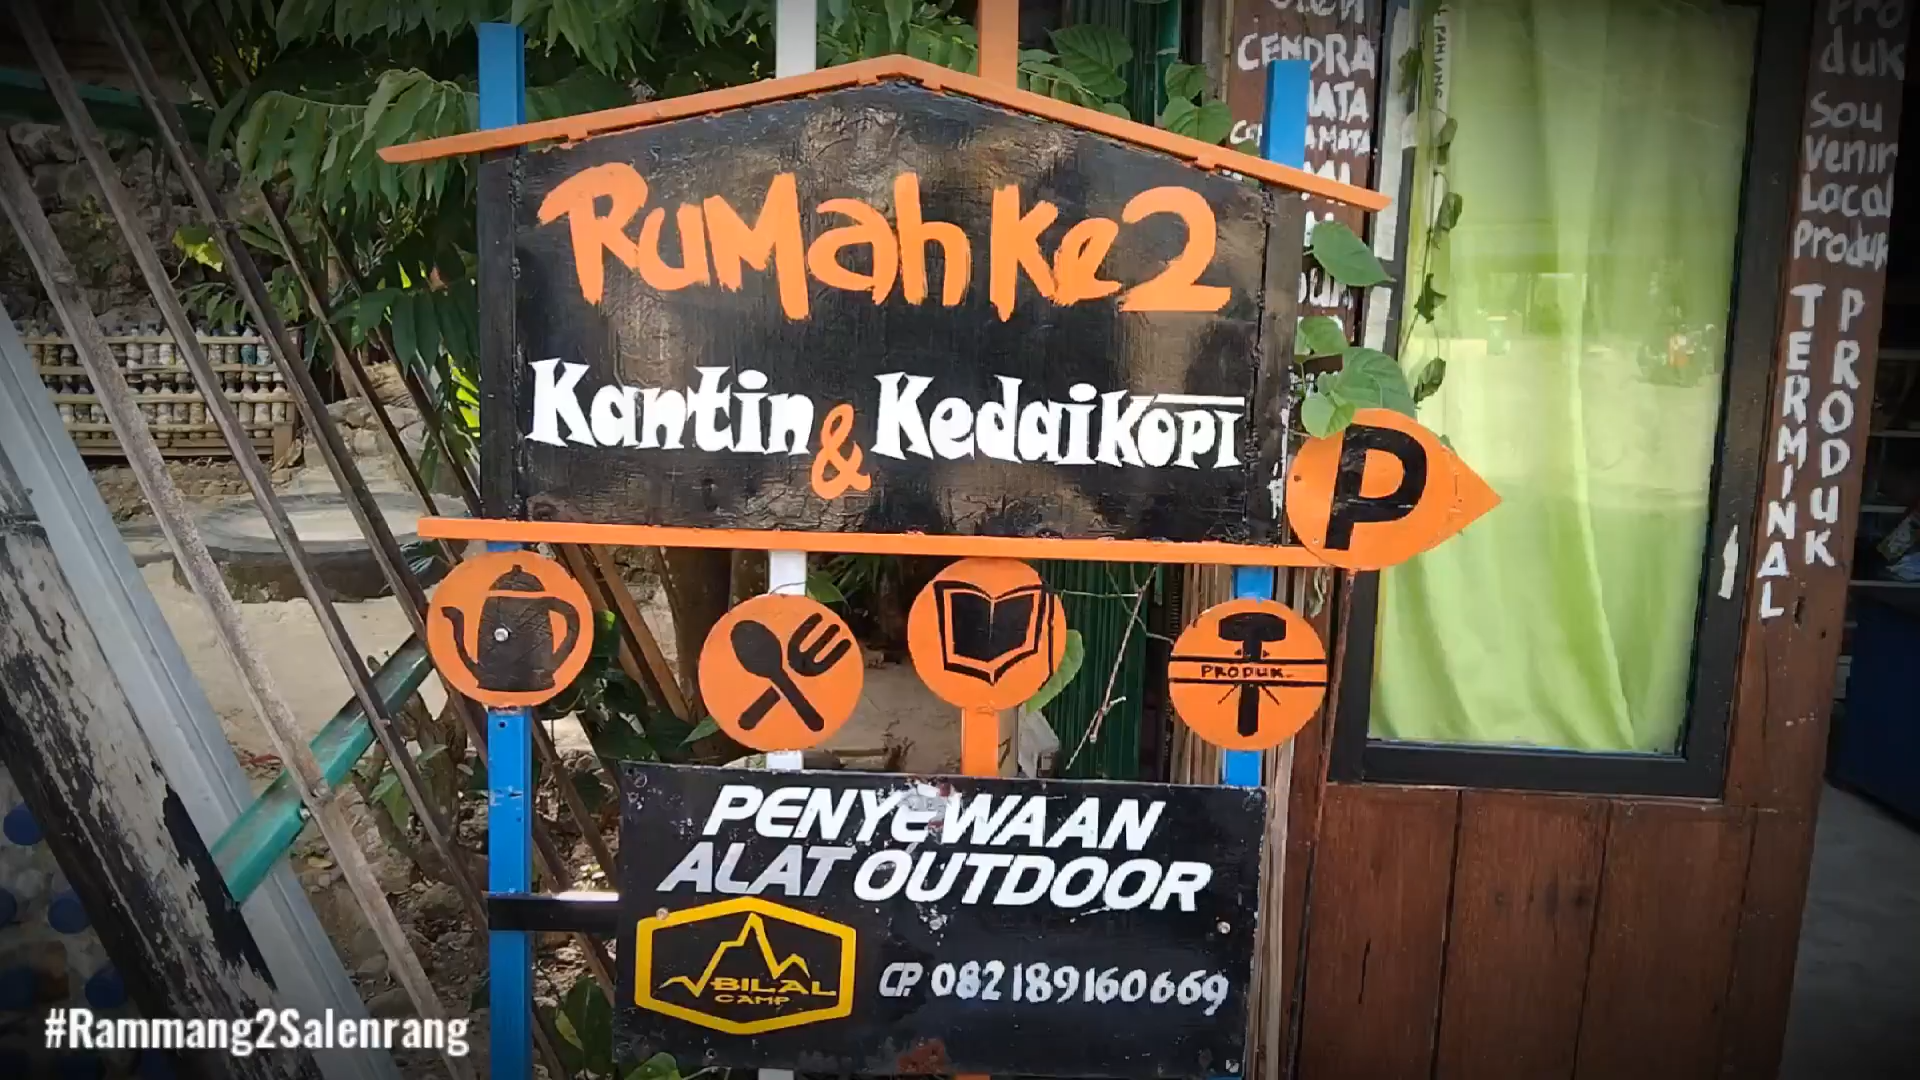 Rumah Ke2
Kantin & Kedai KOPI
P
PRODUK
PENYEWAAN
ALAT OUTDOOR
BILAL
CAMP
CP. 082189160669
CENDRA
MATA
Pro
duk
Sou
venir
Local
Produk
TERMINAL
PRODUK
#Rammang2Salenrang